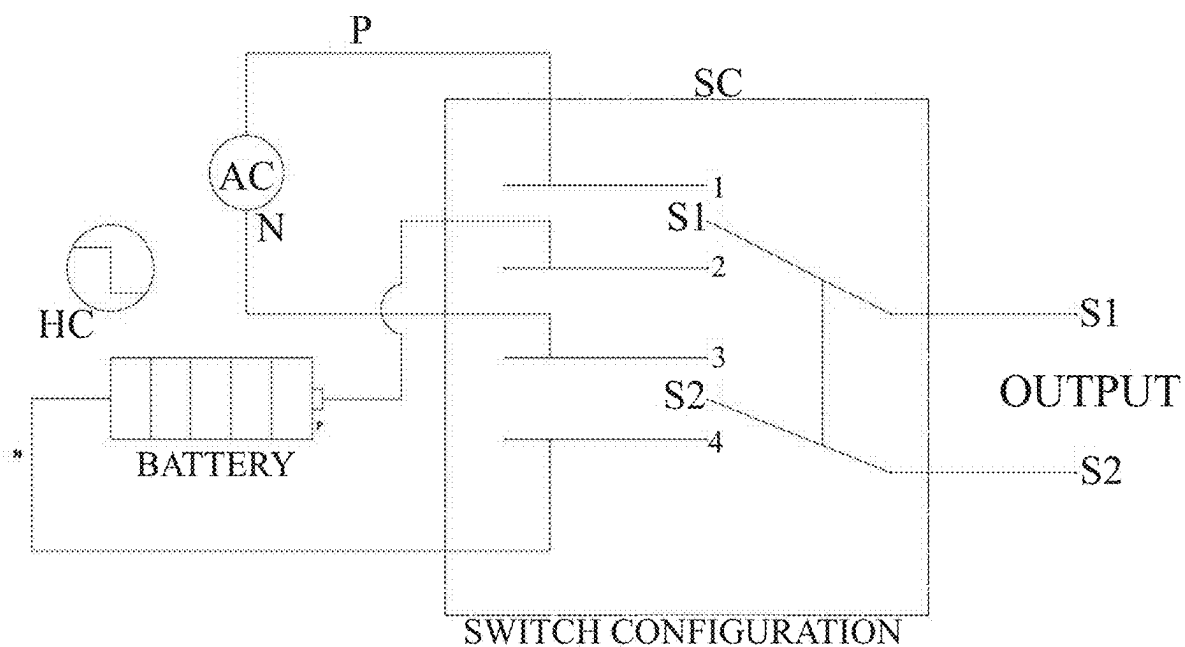 P
SC
AC
1
S1
N
2
HC
S1
3
OUTPUT
S2
P
4
N
BATTERY
S2
SWITCH CONFIGURATION